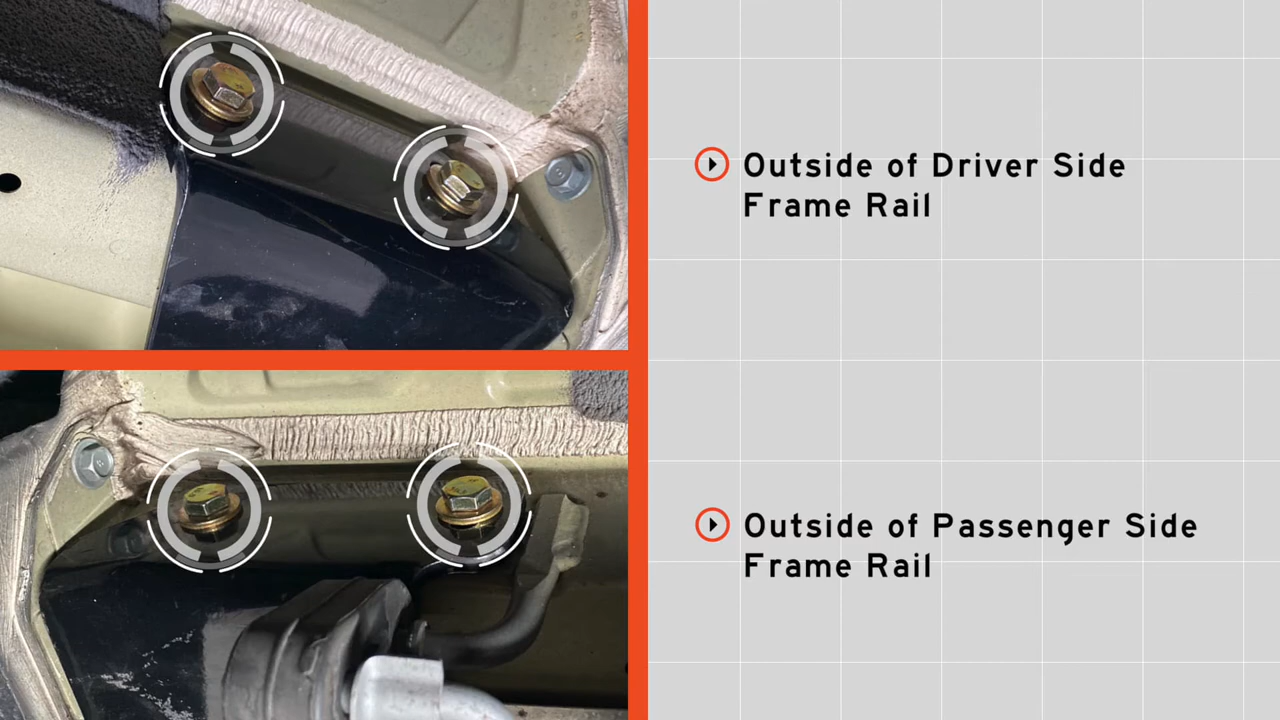 Outside of Driver Side
Frame Rail
Outside of Passenger Side
Frame Rail